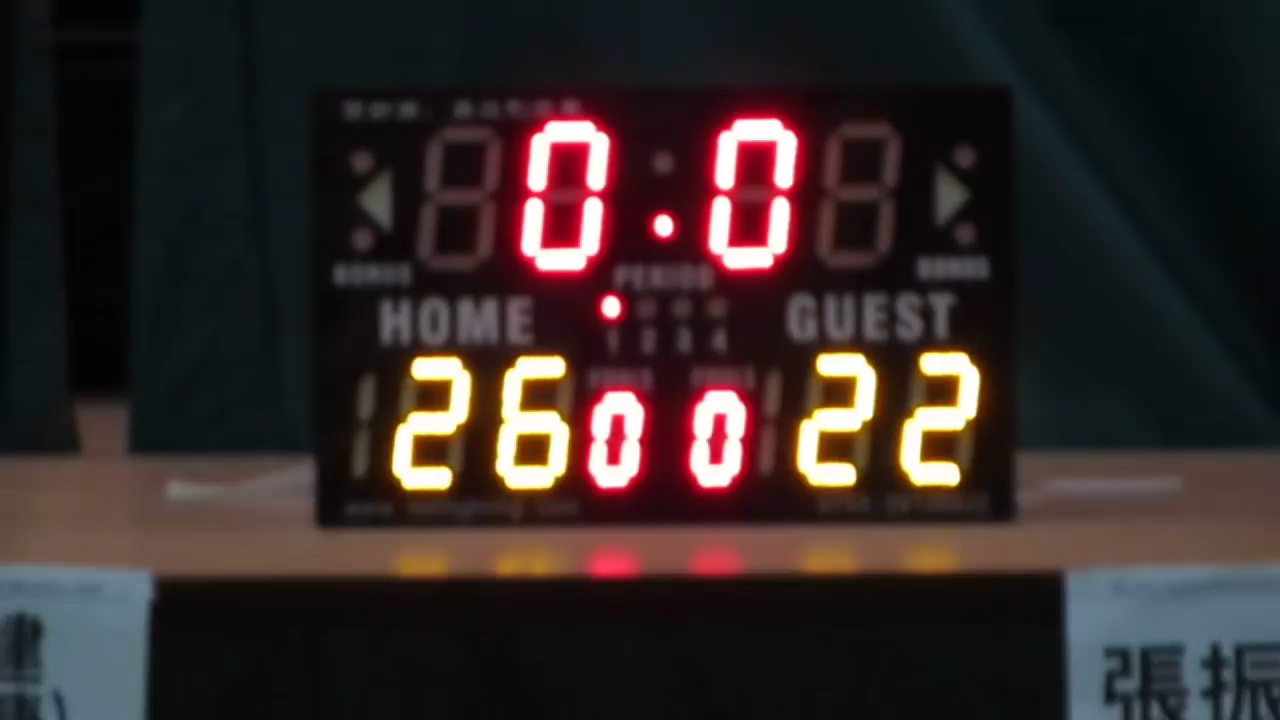 0.0
BONUS PERIOD BONUS
HOME GUEST
1 2 3 4
26 0 0 22
張振